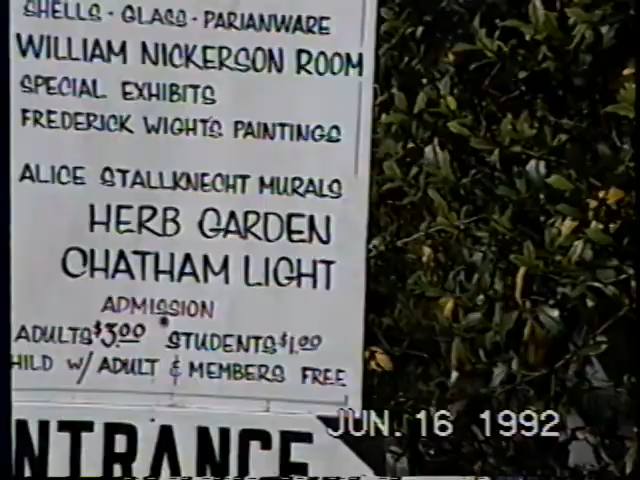 SHELLS - GLASS - PARIANWARE
WILLIAM NICKERSON ROOM
SPECIAL EXHIBITS
FREDERICK WIGHT'S PAINTINGS
ALICE STALLKNECHT MURALS
HERB GARDEN
CHATHAM LIGHT
ADMISSION
ADULTS $3.00 * STUDENTS $1.00
HILD W/ ADULT & MEMBERS FREE
NTRANCE
JUN. 16 1992